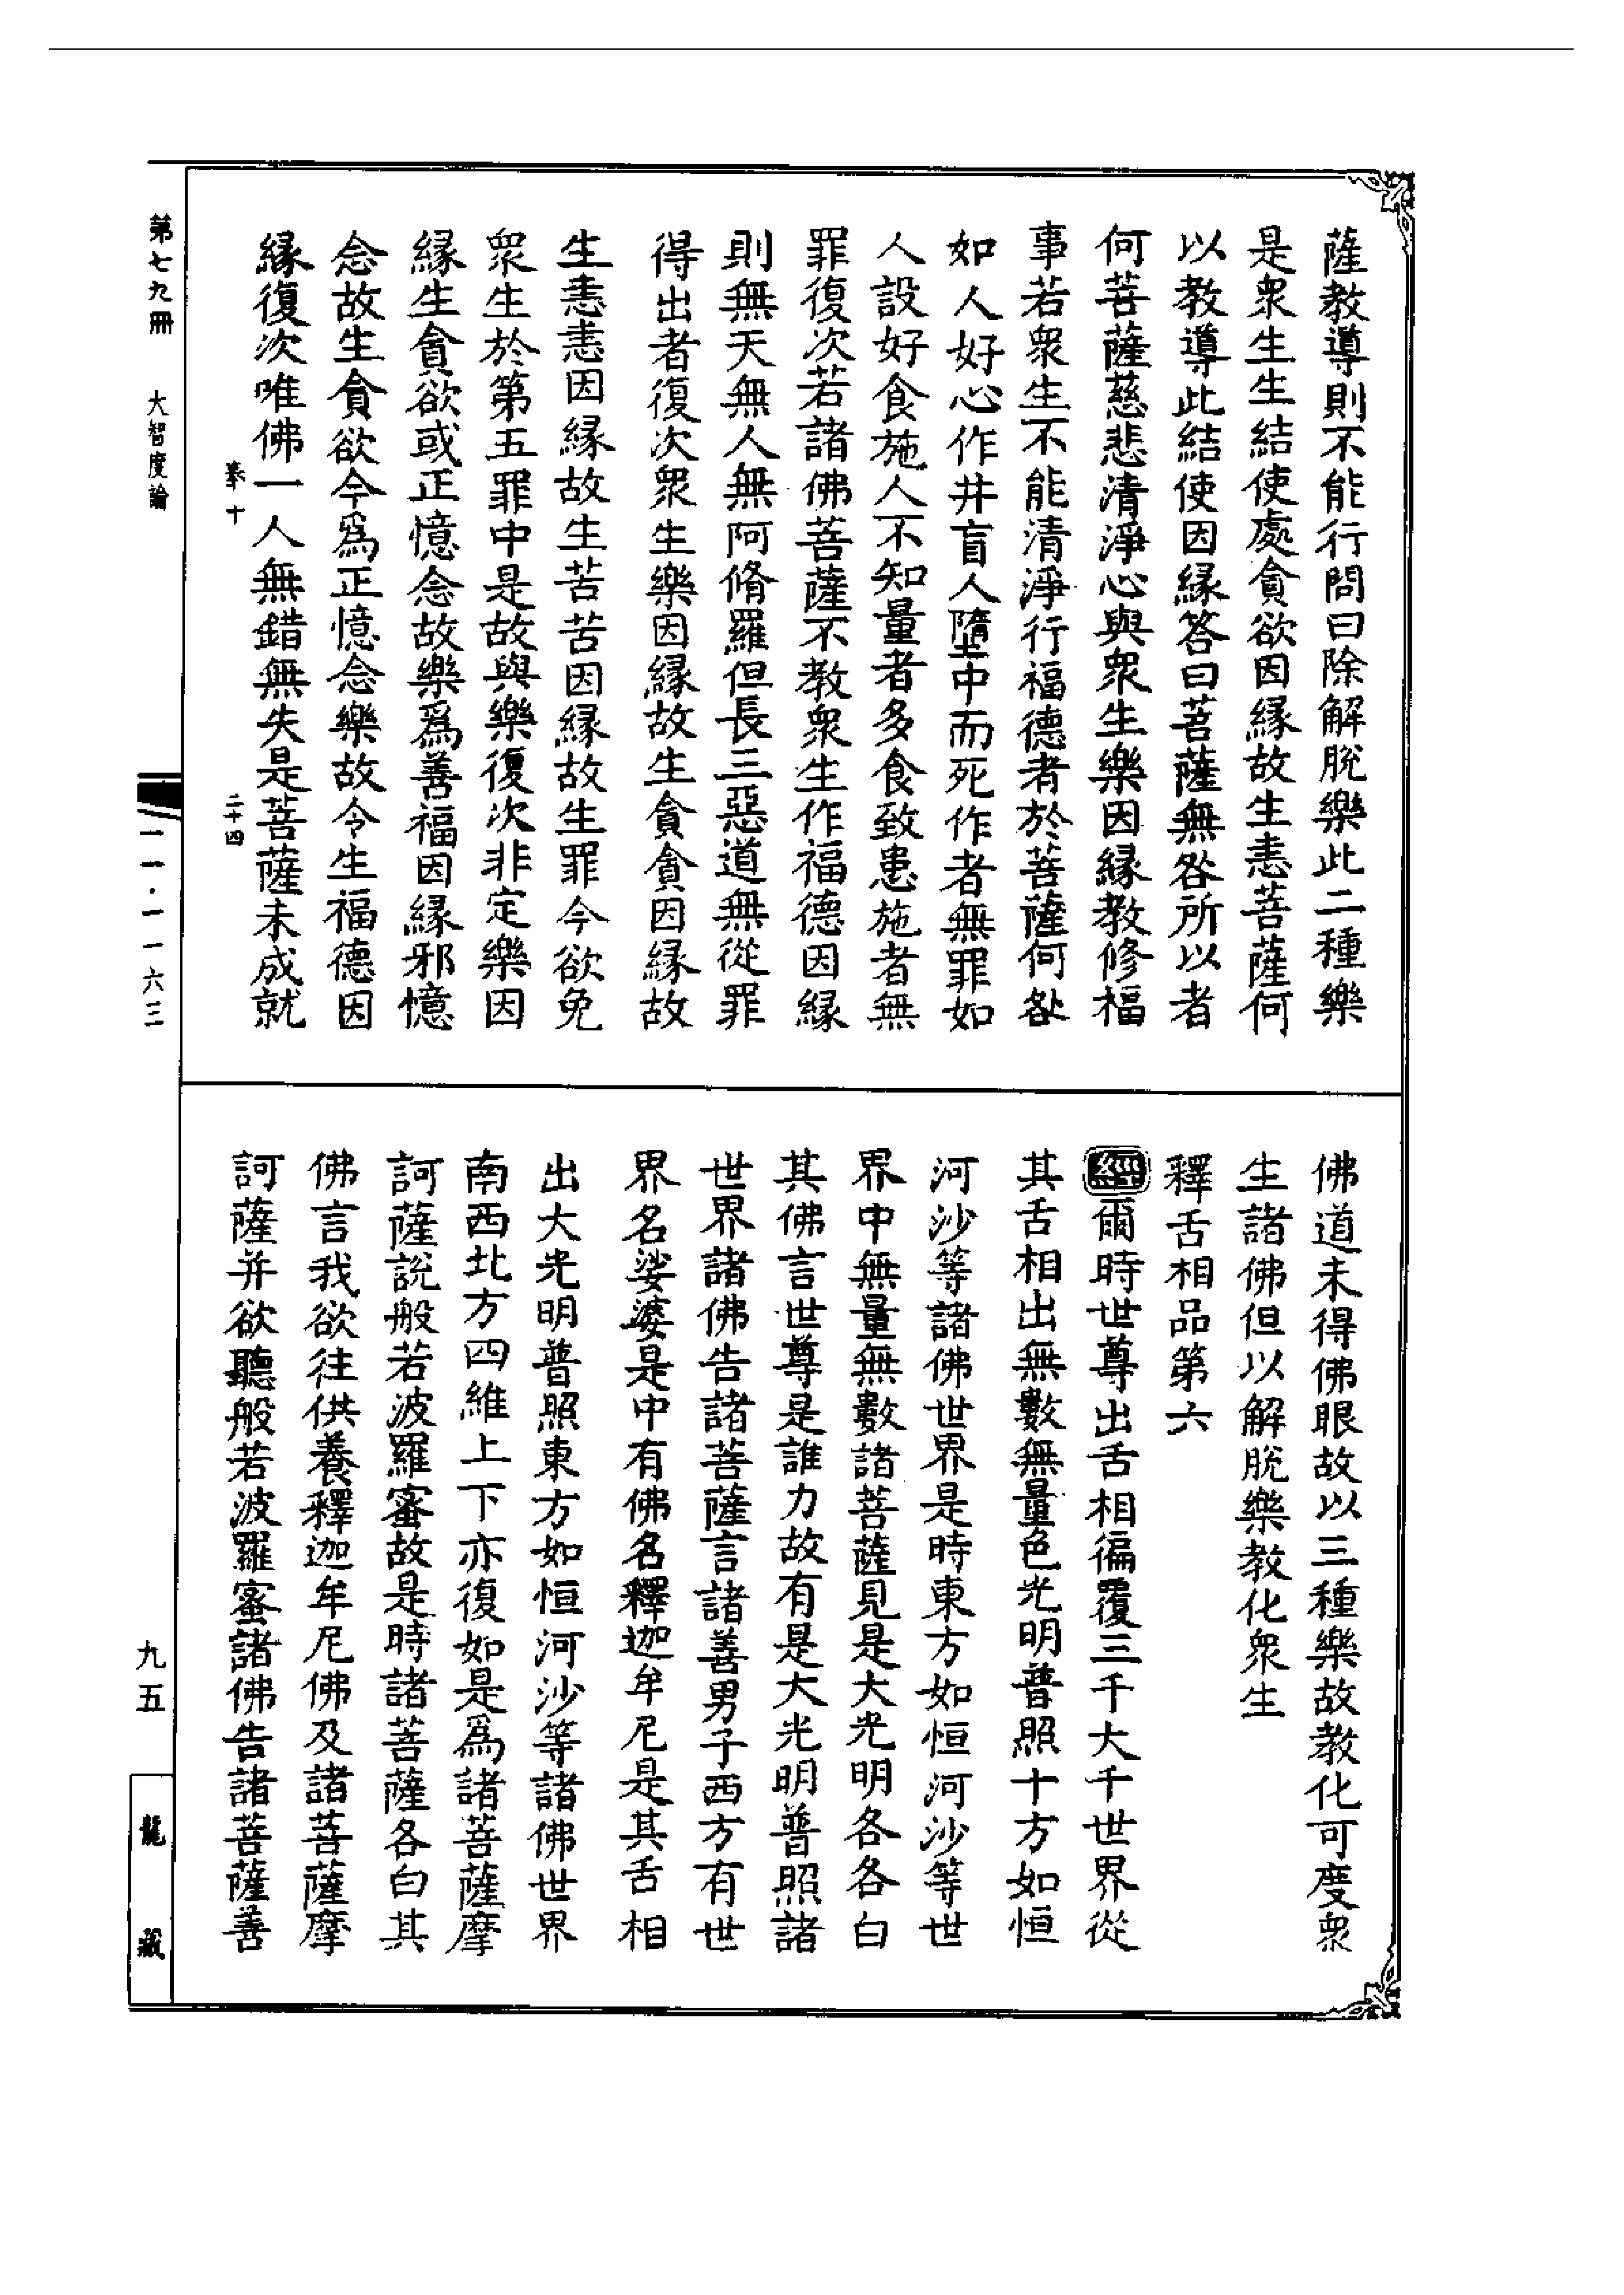 薩教導則不能行問曰除解脫樂此二種樂
是衆生生結使處貪欲因緣故生恚菩薩何
以教導此結使因緣答曰菩薩無咎所以者
何菩薩慈悲清淨心與衆生樂因緣教修福
事若衆生不能清淨行福德者於菩薩何咎
如人好心作井盲人墮中而死作者無罪如
人設好食施人不知量者多食致患施者無
罪復次若諸佛菩薩不教衆生作福德因緣
則無天無人無阿脩羅但長三惡道無從罪
得出者復次衆生樂因緣故生貪貪因緣故
生恚恚因緣故生苦苦因緣故生罪今欲免
衆生於第五罪中是故與樂復次非定樂因
緣生貪欲或正憶念故樂爲善福因緣邪憶
念故生貪欲今爲正憶念樂故令生福德因
緣復次唯佛一人無錯無失是菩薩未成就
佛道未得佛眼故以三種樂故教化可度衆
生諸佛但以解脫樂教化衆生
釋舌相品第六
經爾時世尊出舌相徧覆三千大千世界從
其舌相出無數無量色光明普照十方如恒
河沙等諸佛世界是時東方如恒河沙等世
界中無量無數諸菩薩見是大光明各各白
其佛言世尊是誰力故有是大光明普照諸
世界諸佛告諸菩薩言諸善男子西方有世
界名娑婆是中有佛名釋迦牟尼是其舌相
出大光明普照東方如恒河沙等諸佛世界
南西北方四維上下亦復如是爲諸菩薩摩
訶薩說般若波羅蜜故是時諸菩薩各白其
佛言我欲往供養釋迦牟尼佛及諸菩薩摩
訶薩并欲聽般若波羅蜜諸佛告諸菩薩善
卷十
二十四
第七九冊
大智度論
一一·一一六三
九五
龍藏